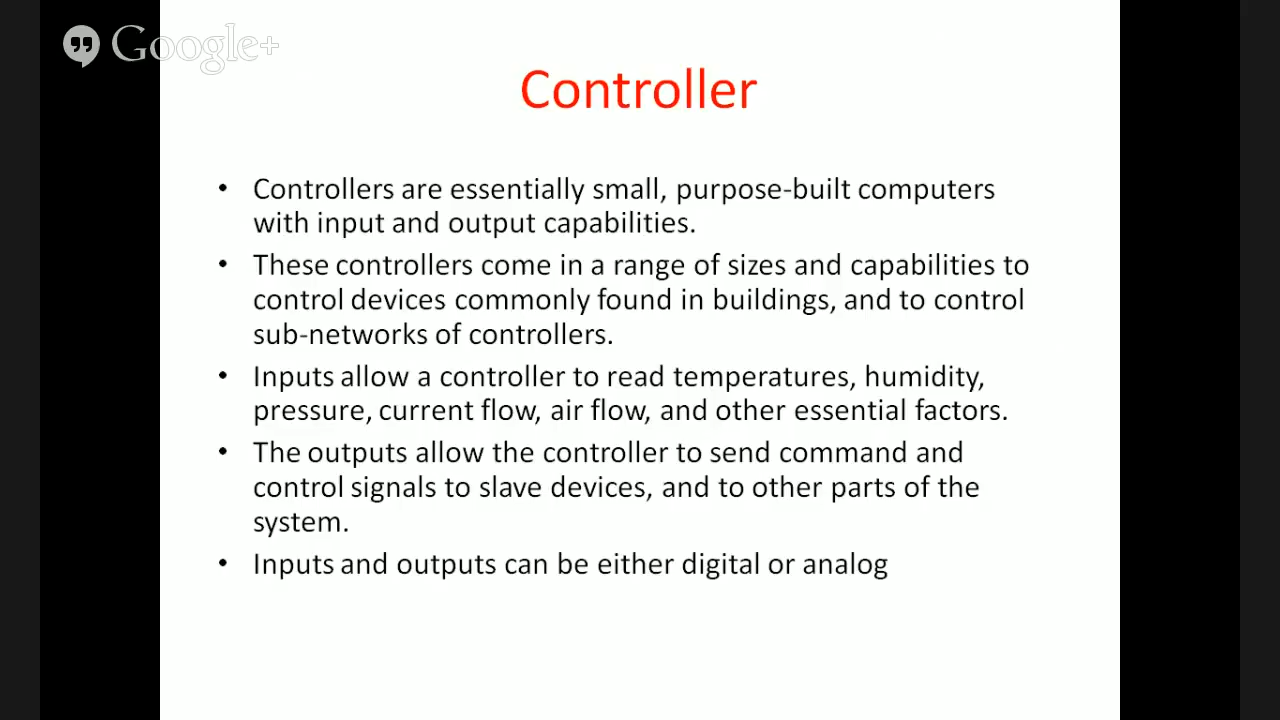 Google+
Controller
• Controllers are essentially small, purpose-built computers
with input and output capabilities.
• These controllers come in a range of sizes and capabilities to
control devices commonly found in buildings, and to control
sub-networks of controllers.
• Inputs allow a controller to read temperatures, humidity,
pressure, current flow, air flow, and other essential factors.
• The outputs allow the controller to send command and
control signals to slave devices, and to other parts of the
system.
• Inputs and outputs can be either digital or analog